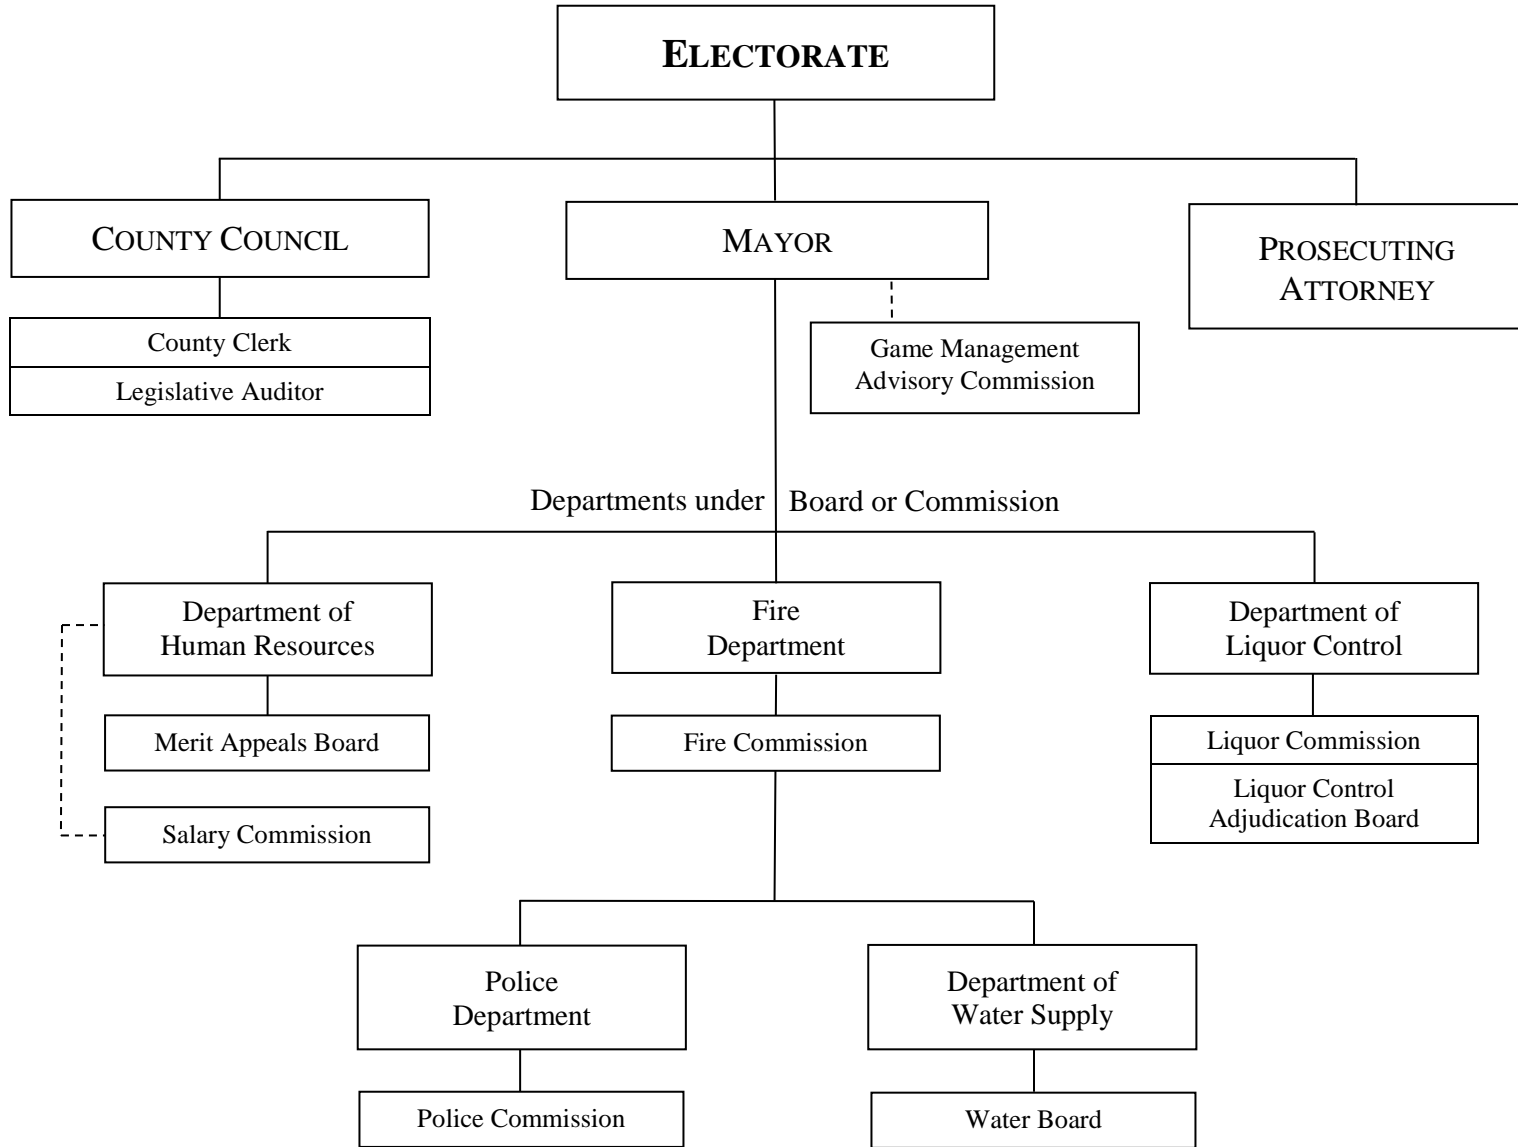 ELECTORATE
COUNTY COUNCIL
MAYOR
PROSECUTING
ATTORNEY
County Clerk
Legislative Auditor
Game Management
Advisory Commission
Departments under Board or Commission
Department of
Human Resources
Fire
Department
Department of
Liquor Control
Merit Appeals Board
Fire Commission
Liquor Commission
Liquor Control
Adjudication Board
Salary Commission
Police
Department
Department of
Water Supply
Police Commission
Water Board